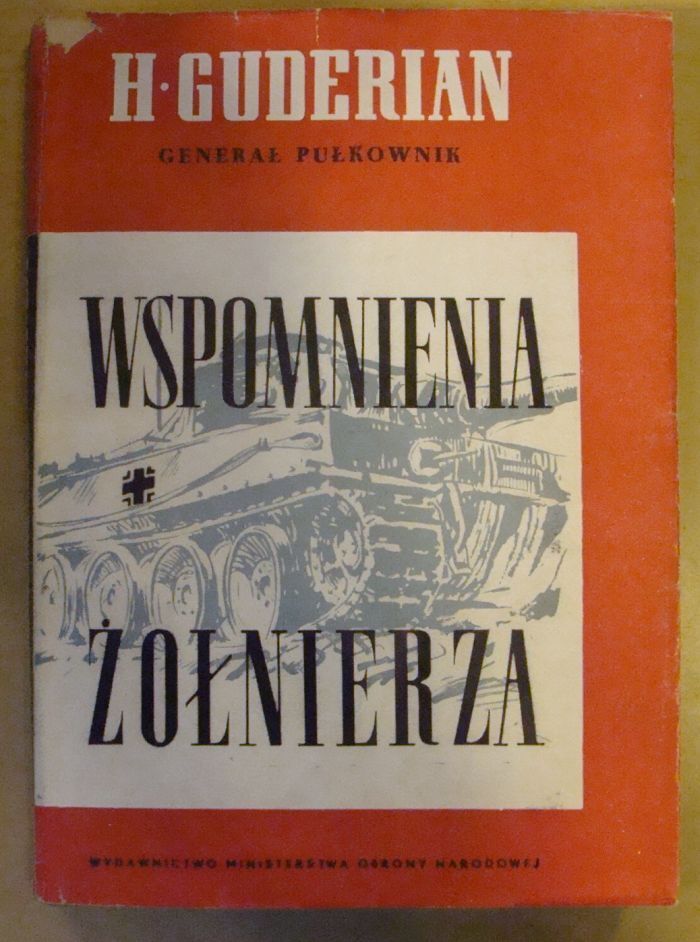 H·GUDERIAN
GENERAŁ PUŁKOWNIK
WSPOMNIENIA
ŻOŁNIERZA
WYDAWNICTWO MINISTERSTWA OBRONY NARODOWEJ